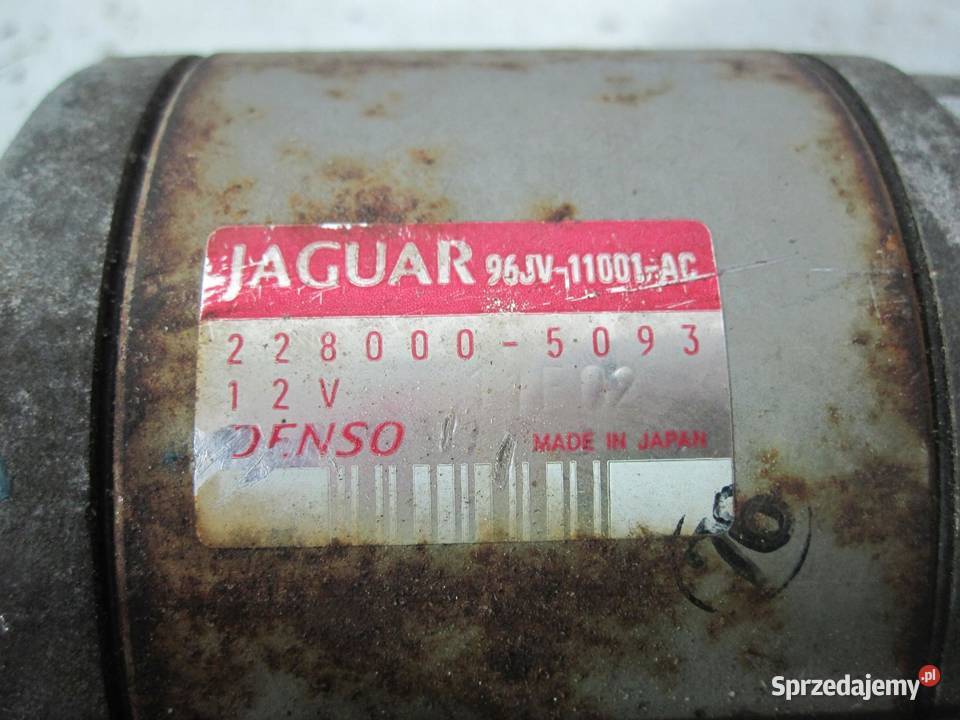 JAGUAR 96JV-11001-AC
228000-5093
12V
DENSO MADE IN JAPAN
Sprzedajemy.pl